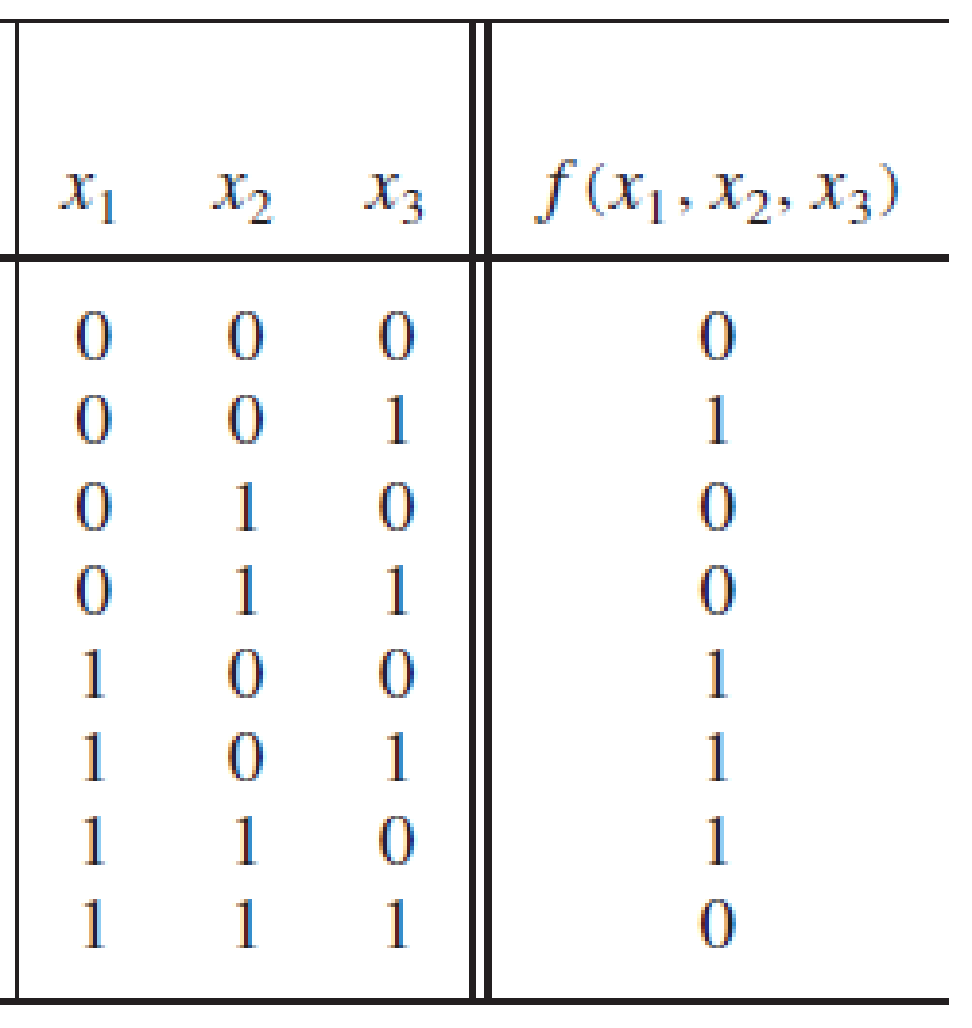 x₁ x₂ x₃ f(x₁, x₂, x₃)
0 0 0 0
0 0 1 1
0 1 0 0
0 1 1 0
1 0 0 1
1 0 1 1
1 1 0 1
1 1 1 0